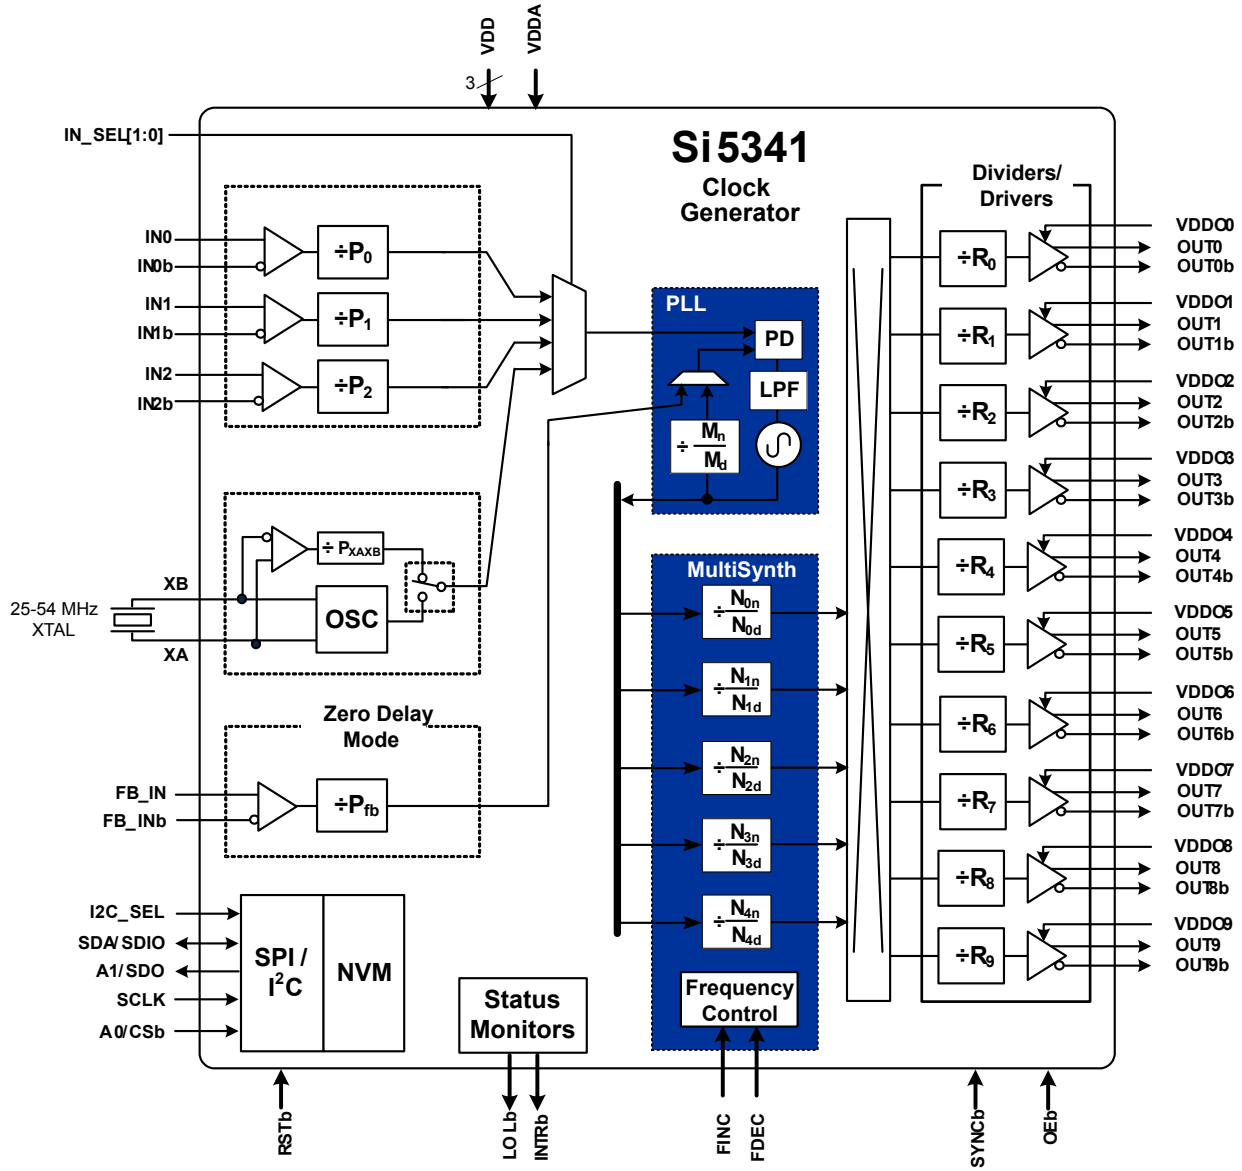 VDD
VDDA
3
IN_SEL[1:0]
Si5341
Clock
Generator
Dividers/
Drivers
IN0
IN0b
÷P0
IN1
IN1b
÷P1
IN2
IN2b
÷P2
PLL
PD
LPF
÷ Mn
Md
XB
25-54 MHz
XTAL
XA
÷ PXAXB
OSC
Zero Delay
Mode
FB_IN
FB_INb
÷Pfb
MultiSynth
÷ N0n
N0d
÷ N1n
N1d
÷ N2n
N2d
÷ N3n
N3d
÷ N4n
N4d
Frequency
Control
÷R0
VDDO0
OUT0
OUT0b
÷R1
VDDO1
OUT1
OUT1b
÷R2
VDDO2
OUT2
OUT2b
÷R3
VDDO3
OUT3
OUT3b
÷R4
VDDO4
OUT4
OUT4b
÷R5
VDDO5
OUT5
OUT5b
÷R6
VDDO6
OUT6
OUT6b
÷R7
VDDO7
OUT7
OUT7b
÷R8
VDDO8
OUT8
OUT8b
÷R9
VDDO9
OUT9
OUT9b
I2C_SEL
SDA/SDIO
A1/SDO
SCLK
A0/CSb
SPI /
I2C
NVM
Status
Monitors
RSTb
LOLb
INTRb
FINC
FDEC
SYNCb
OEb